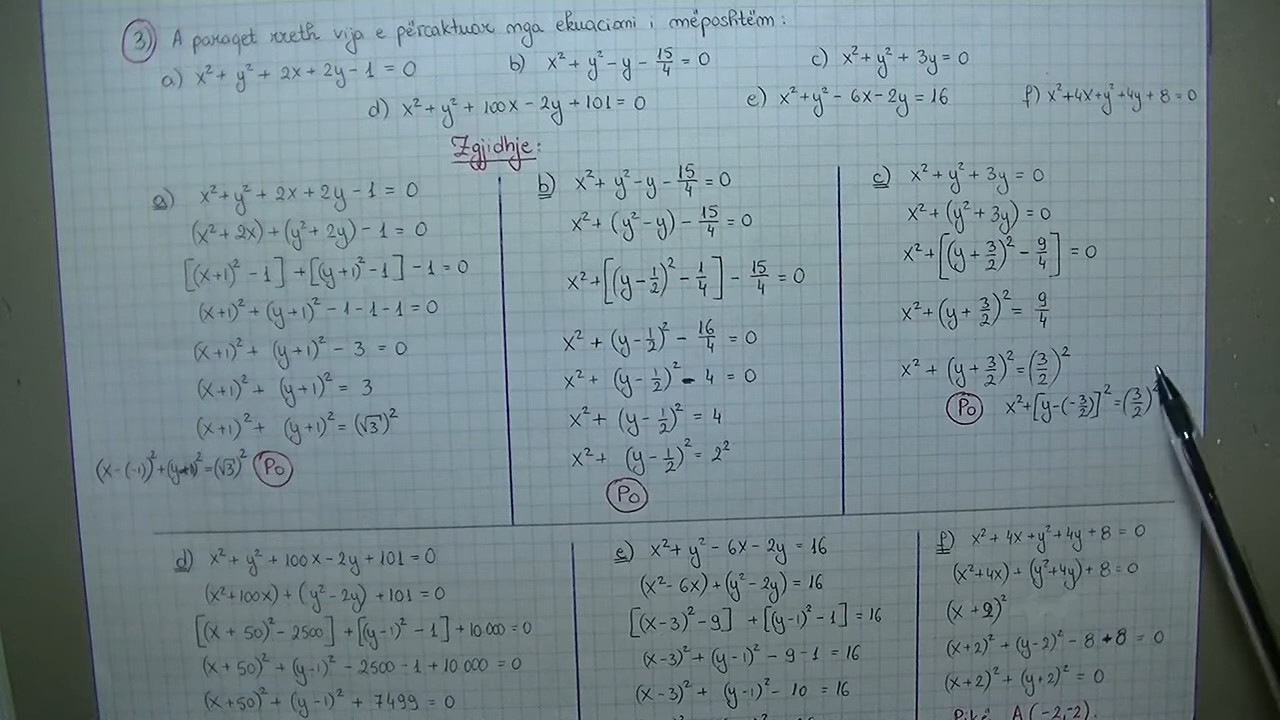 3) A paraqet rreth vija e përcaktuar nga ekuacioni i mëposhtëm:
a) x² + y² + 2x + 2y - 1 = 0 b) x² + y² - y - 15/4 = 0 c) x² + y² + 3y = 0
d) x² + y² + 100x - 2y + 101 = 0 e) x² + y² - 6x - 2y = 16 f) x² + 4x + y² + 4y + 8 = 0
Zgjidhje:
a) x² + y² + 2x + 2y - 1 = 0
(x² + 2x) + (y² + 2y) - 1 = 0
[(x+1)² - 1] + [(y+1)² - 1] - 1 = 0
(x+1)² + (y+1)² - 1 - 1 - 1 = 0
(x+1)² + (y+1)² - 3 = 0
(x+1)² + (y+1)² = 3
(x+1)² + (y+1)² = (√3)²
(x - (-1))² + (y+1)² = (√3)² Po
b) x² + y² - y - 15/4 = 0
x² + (y² - y) - 15/4 = 0
x² + [(y - 1/2)² - 1/4] - 15/4 = 0
x² + (y - 1/2)² - 16/4 = 0
x² + (y - 1/2)² - 4 = 0
x² + (y - 1/2)² = 4
x² + (y - 1/2)² = 2²
Po
c) x² + y² + 3y = 0
x² + (y² + 3y) = 0
x² + [(y + 3/2)² - 9/4] = 0
x² + (y + 3/2)² = 9/4
x² + (y + 3/2)² = (3/2)²
Po x² + [y - (-3/2)]² = (3/2)²
d) x² + y² + 100x - 2y + 101 = 0
(x² + 100x) + (y² - 2y) + 101 = 0
[(x + 50)² - 2500] + [(y-1)² - 1] + 10.000 = 0
(x+50)² + (y-1)² - 2500 - 1 + 10000 = 0
(x+50)² + (y-1)² + 7499 = 0
e) x² + y² - 6x - 2y = 16
(x² - 6x) + (y² - 2y) = 16
[(x-3)² - 9] + [(y-1)² - 1] = 16
(x-3)² + (y-1)² - 9 - 1 = 16
(x-3)² + (y-1)² - 10 = 16
f) x² + 4x + y² + 4y + 8 = 0
(x² + 4x) + (y² + 4y) + 8 = 0
(x + 2)²
(x+2)² + (y-2)² - 8 + 8 = 0
(x+2)² + (y+2)² = 0
Pikë A(-2,-2).